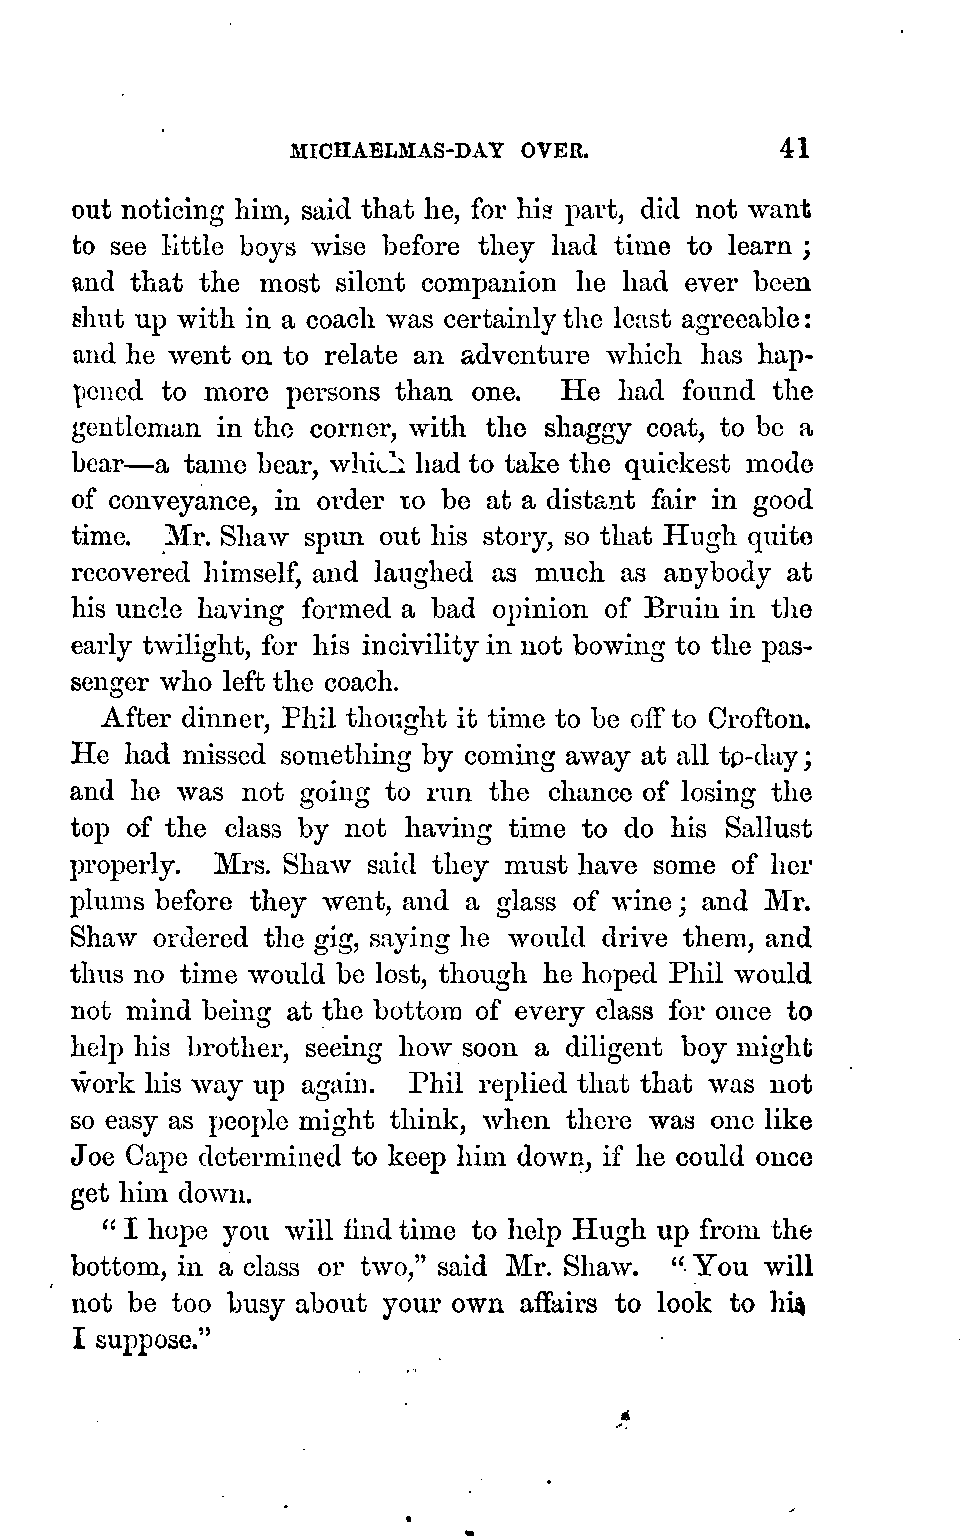 MICHAELMAS-DAY OVER. 41
out noticing him, said that he, for his part, did not want
to see little boys wise before they had time to learn ;
and that the most silent companion he had ever been
shut up with in a coach was certainly the least agreeable:
and he went on to relate an adventure which has hap-
pened to more persons than one. He had found the
gentleman in the corner, with the shaggy coat, to be a
bear—a tame bear, which had to take the quickest mode
of conveyance, in order to be at a distant fair in good
time. Mr. Shaw spun out his story, so that Hugh quite
recovered himself, and laughed as much as anybody at
his uncle having formed a bad opinion of Bruin in the
early twilight, for his incivility in not bowing to the pas-
senger who left the coach.
After dinner, Phil thought it time to be off to Crofton.
He had missed something by coming away at all to-day;
and he was not going to run the chance of losing the
top of the class by not having time to do his Sallust
properly. Mrs. Shaw said they must have some of her
plums before they went, and a glass of wine; and Mr.
Shaw ordered the gig, saying he would drive them, and
thus no time would be lost, though he hoped Phil would
not mind being at the bottom of every class for once to
help his brother, seeing how soon a diligent boy might
work his way up again. Phil replied that that was not
so easy as people might think, when there was one like
Joe Cape determined to keep him down, if he could once
get him down.
“I hope you will find time to help Hugh up from the
bottom, in a class or two,” said Mr. Shaw. “You will
not be too busy about your own affairs to look to his
I suppose.”